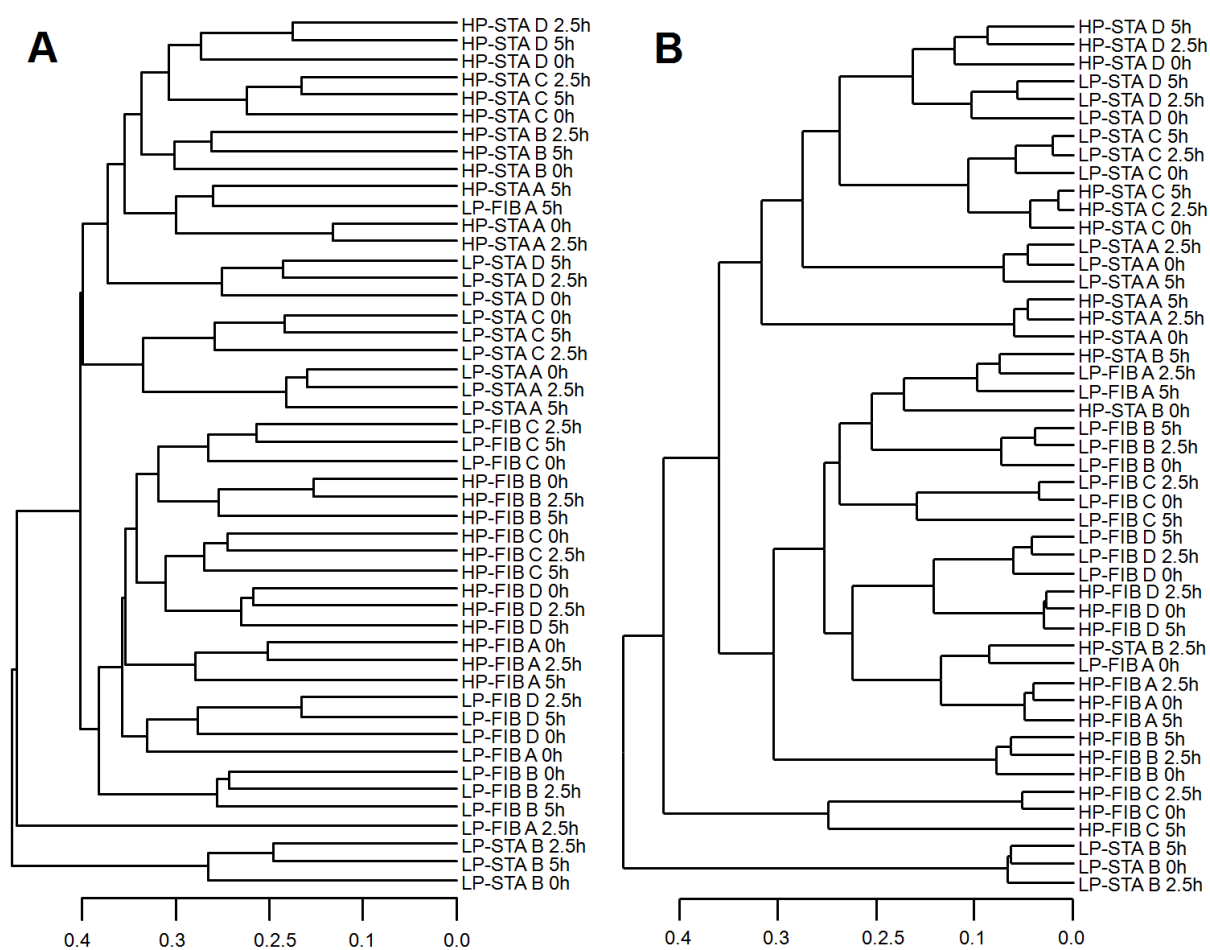 A
HP-STA D 2.5h
HP-STA D 5h
HP-STA D 0h
HP-STA C 2.5h
HP-STA C 5h
HP-STA C 0h
HP-STA B 2.5h
HP-STA B 5h
HP-STA B 0h
HP-STA A 5h
LP-FIB A 5h
HP-STA A 0h
HP-STA A 2.5h
LP-STA D 5h
LP-STA D 2.5h
LP-STA D 0h
LP-STA C 0h
LP-STA C 5h
LP-STA C 2.5h
LP-STA A 0h
LP-STA A 2.5h
LP-STA A 5h
LP-FIB C 2.5h
LP-FIB C 5h
LP-FIB C 0h
HP-FIB B 0h
HP-FIB B 2.5h
HP-FIB B 5h
HP-FIB C 0h
HP-FIB C 2.5h
HP-FIB C 5h
HP-FIB D 0h
HP-FIB D 2.5h
HP-FIB D 5h
HP-FIB A 0h
HP-FIB A 2.5h
HP-FIB A 5h
LP-FIB D 2.5h
LP-FIB D 5h
LP-FIB D 0h
LP-FIB A 0h
LP-FIB B 0h
LP-FIB B 2.5h
LP-FIB B 5h
LP-FIB A 2.5h
LP-STA B 2.5h
LP-STA B 5h
LP-STA B 0h
0.4 0.3 0.2.5 0.1 0.0
B
HP-STA D 5h
HP-STA D 2.5h
HP-STA D 0h
LP-STA D 5h
LP-STA D 2.5h
LP-STA D 0h
LP-STA C 5h
LP-STA C 2.5h
LP-STA C 0h
HP-STA C 5h
HP-STA C 2.5h
HP-STA C 0h
LP-STA A 2.5h
LP-STA A 0h
LP-STA A 5h
HP-STA A 5h
HP-STA A 2.5h
HP-STA A 0h
HP-STA B 5h
LP-FIB A 2.5h
LP-FIB A 5h
HP-STA B 0h
LP-FIB B 5h
LP-FIB B 2.5h
LP-FIB B 0h
LP-FIB C 2.5h
LP-FIB C 0h
LP-FIB C 5h
LP-FIB D 5h
LP-FIB D 2.5h
LP-FIB D 0h
HP-FIB D 2.5h
HP-FIB D 0h
HP-FIB D 5h
HP-STA B 2.5h
LP-FIB A 0h
HP-FIB A 2.5h
HP-FIB A 0h
HP-FIB A 5h
HP-FIB B 5h
HP-FIB B 2.5h
HP-FIB B 0h
HP-FIB C 2.5h
HP-FIB C 0h
HP-FIB C 5h
LP-STA B 5h
LP-STA B 0h
LP-STA B 2.5h
0.4 0.3 0.2.5 0.1 0.0